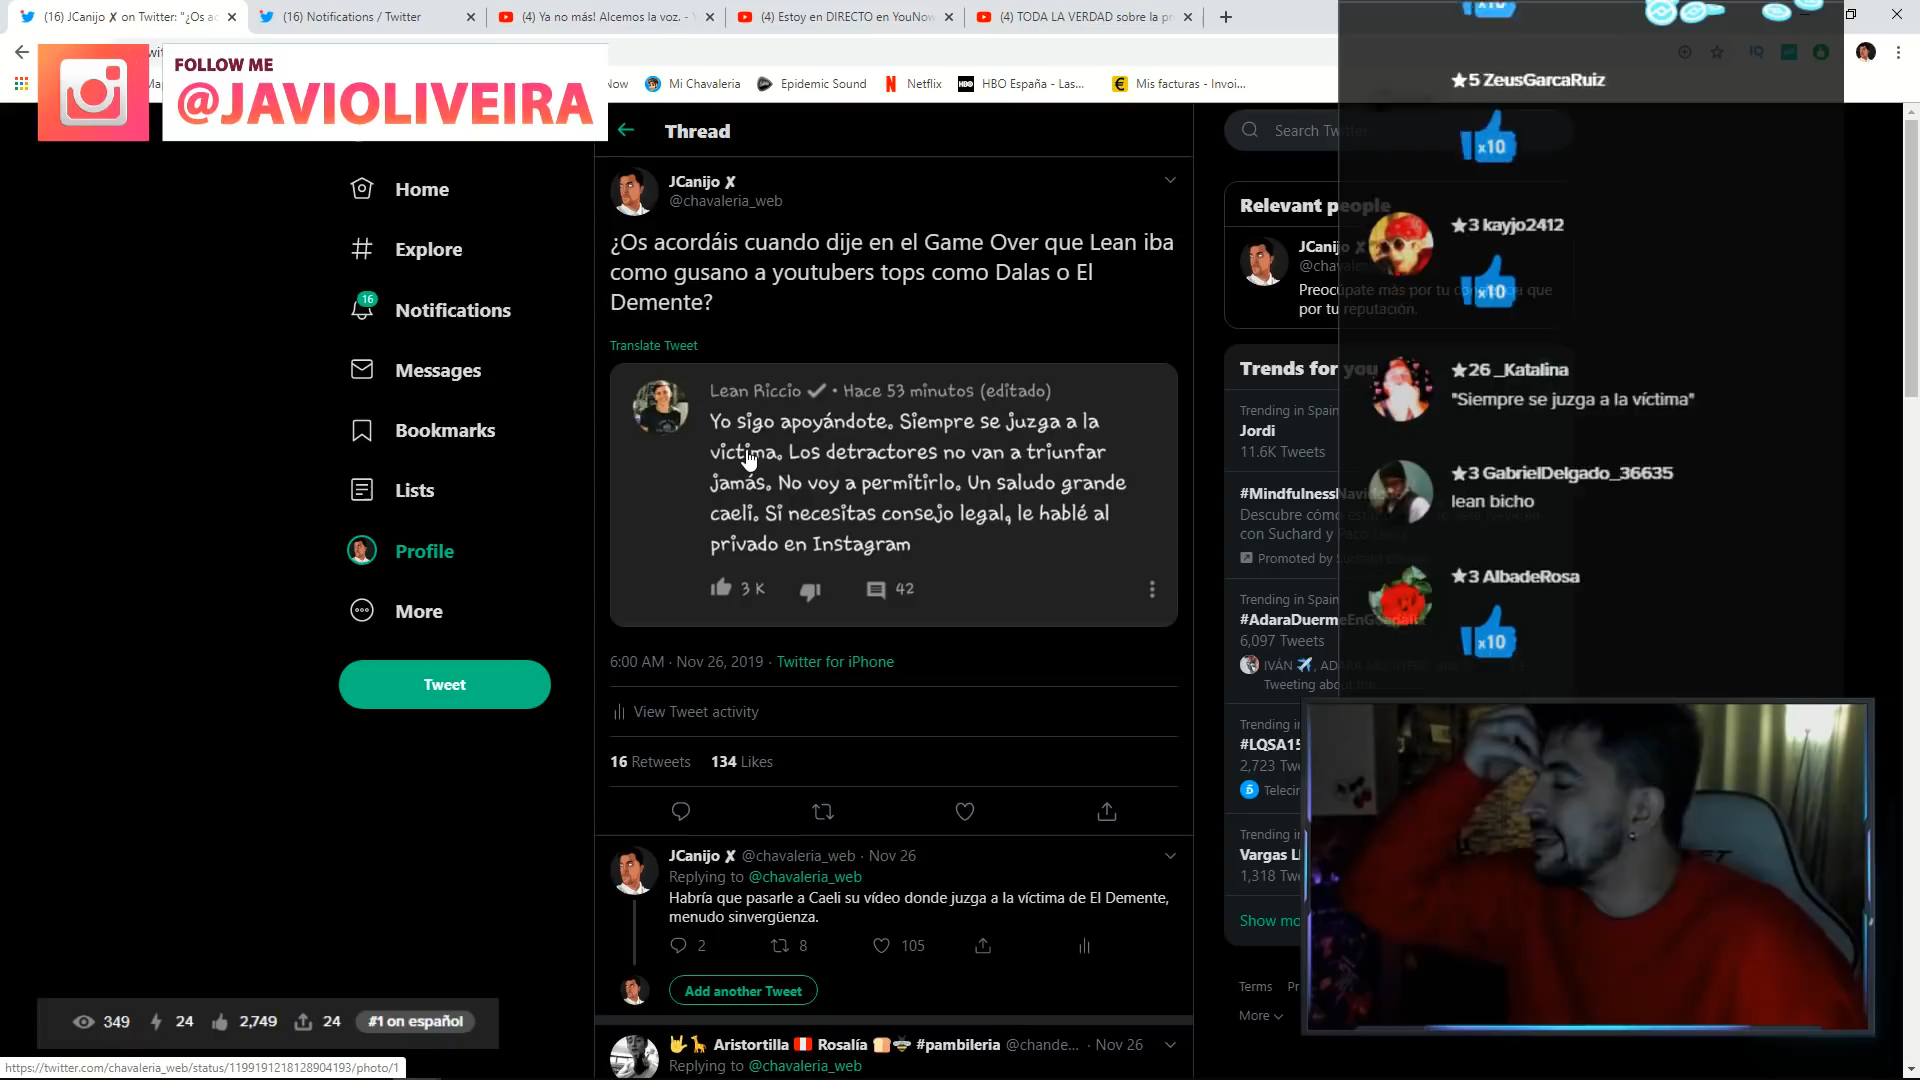 (16) JCanijo ✗ on Twitter: "¿Os ac
(16) Notifications / Twitter
(4) Ya no más! Alcemos la voz. -
(4) Estoy en DIRECTO en YouNow
(4) TODA LA VERDAD sobre la pr
FOLLOW ME
@JAVIOLIVEIRA
Mi Chavaleria
Epidemic Sound
Netflix
HBO España - Las...
Mis facturas - Invoi...
Home
Explore
16
Notifications
Messages
Bookmarks
Lists
Profile
More
Tweet
Thread
JCanijo ✗
@chavaleria_web
¿Os acordáis cuando dije en el Game Over que Lean iba
como gusano a youtubers tops como Dalas o El
Demente?
Translate Tweet
Lean Riccio ✔ • Hace 53 minutos (editado)
Yo sigo apoyándote. Siempre se juzga a la
victima. Los detractores no van a triunfar
jamás. No voy a permitirlo. Un saludo grande
caeli. Si necesitas consejo legal, le hablé al
privado en Instagram
3 K
42
6:00 AM · Nov 26, 2019 · Twitter for iPhone
View Tweet activity
16 Retweets 134 Likes
JCanijo ✗ @chavaleria_web · Nov 26
Replying to @chavaleria_web
Habría que pasarle a Caeli su vídeo donde juzga a la víctima de El Demente,
menudo sinvergüenza.
2
8
105
Add another Tweet
Aristortilla Rosalía #pambileria @chande... · Nov 26
Replying to @chavaleria_web
Search Twitter
Relevant people
JCanijo ✗
Preocúpate más por tu conciencia que
por tu reputación.
Trends for you
Trending in Spain
Jordi
11.6K Tweets
#MindfulnessNavid
Descubre cómo
con Suchard y Paco
Promoted by
Trending in Spain
#AdaraDuermeEnG
6,097 Tweets
IVÁN
Tweeting about
Trending in
#LQSA15
2,723 Twe
Telecin
Trending in
Vargas Ll
1,318 Twe
Show mo
Terms Pr
More
x10
★5 ZeusGarcaRuiz
x10
★3 kayjo2412
x10
★26 _Katalina
"Siempre se juzga a la víctima"
★3 GabrielDelgado_36635
lean bicho
★3 AlbadeRosa
x10
349
24
2,749
24
#1 on español
https://twitter.com/chavaleria_web/status/1199191218128904193/photo/1